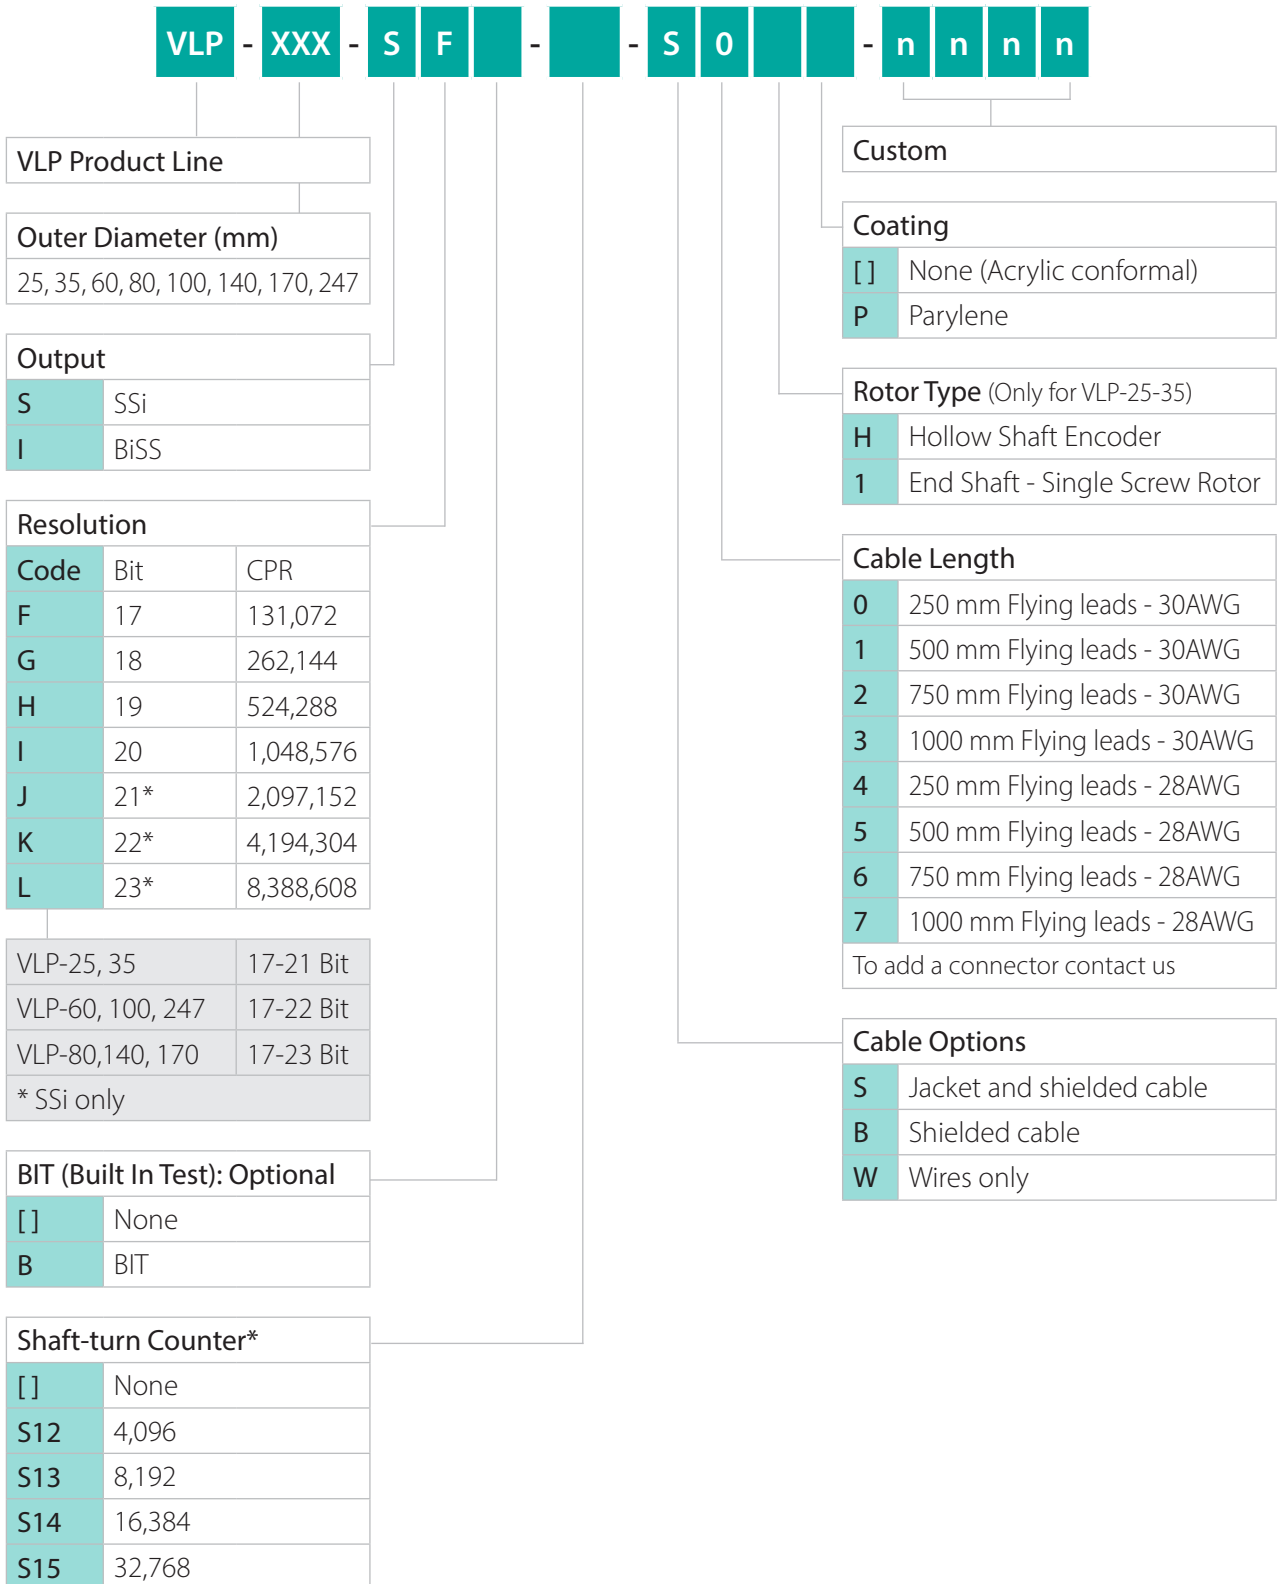 VLP - XXX - S F - - S 0 - n n n n
VLP Product Line
Outer Diameter (mm)
25, 35, 60, 80, 100, 140, 170, 247
Output
S SSi
I BiSS
Resolution
Code Bit CPR
F 17 131,072
G 18 262,144
H 19 524,288
I 20 1,048,576
J 21* 2,097,152
K 22* 4,194,304
L 23* 8,388,608
VLP-25, 35 17-21 Bit
VLP-60, 100, 247 17-22 Bit
VLP-80,140, 170 17-23 Bit
* SSi only
BIT (Built In Test): Optional
[ ] None
B BIT
Shaft-turn Counter*
[ ] None
S12 4,096
S13 8,192
S14 16,384
S15 32,768
Custom
Coating
[ ] None (Acrylic conformal)
P Parylene
Rotor Type (Only for VLP-25-35)
H Hollow Shaft Encoder
1 End Shaft - Single Screw Rotor
Cable Length
0 250 mm Flying leads - 30AWG
1 500 mm Flying leads - 30AWG
2 750 mm Flying leads - 30AWG
3 1000 mm Flying leads - 30AWG
4 250 mm Flying leads - 28AWG
5 500 mm Flying leads - 28AWG
6 750 mm Flying leads - 28AWG
7 1000 mm Flying leads - 28AWG
To add a connector contact us
Cable Options
S Jacket and shielded cable
B Shielded cable
W Wires only